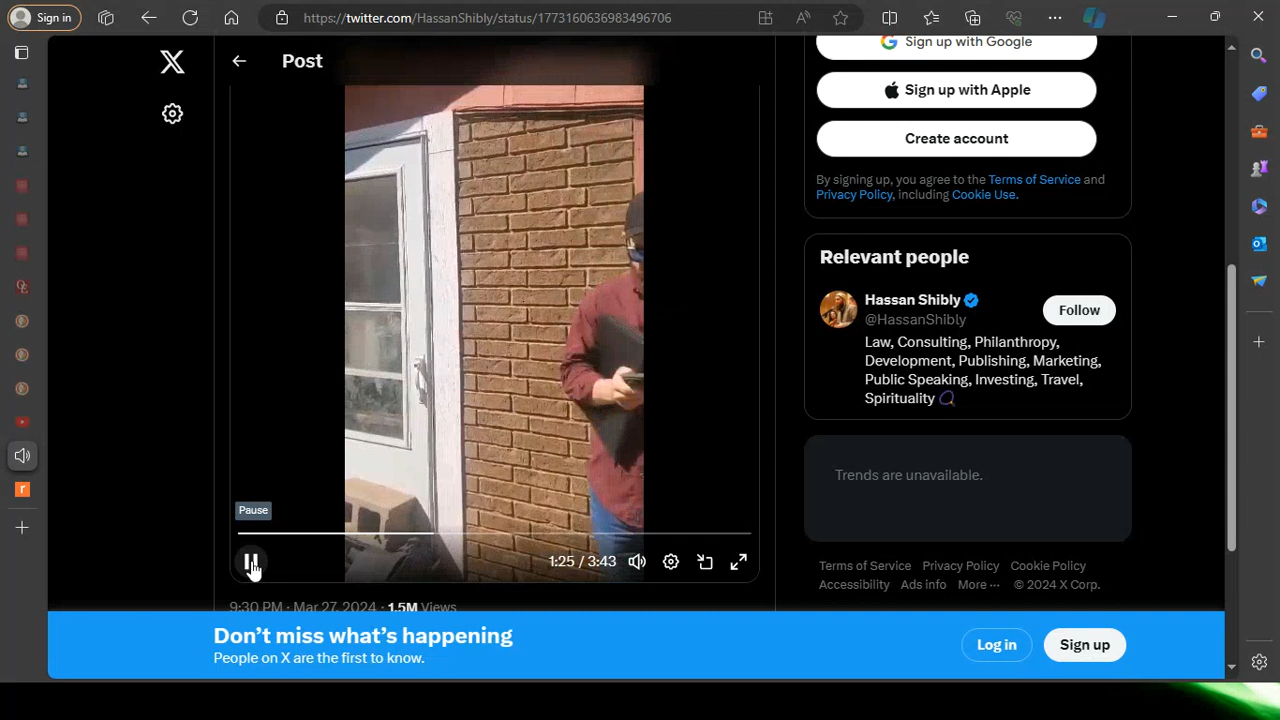 Sign in
https://twitter.com/HassanShibly/status/1773160636983496706
Post
Sign up with Google
Sign up with Apple
Create account
By signing up, you agree to the Terms of Service and
Privacy Policy, including Cookie Use.
Relevant people
Hassan Shibly
@HassanShibly
Follow
Law, Consulting, Philanthropy,
Development, Publishing, Marketing,
Public Speaking, Investing, Travel,
Spirituality
Trends are unavailable.
Pause
1:25 / 3:43
Terms of Service Privacy Policy Cookie Policy
Accessibility Ads info More ··· © 2024 X Corp.
9:30 PM · Mar 27, 2024 · 1.5M Views
Don’t miss what’s happening
People on X are the first to know.
Log in
Sign up